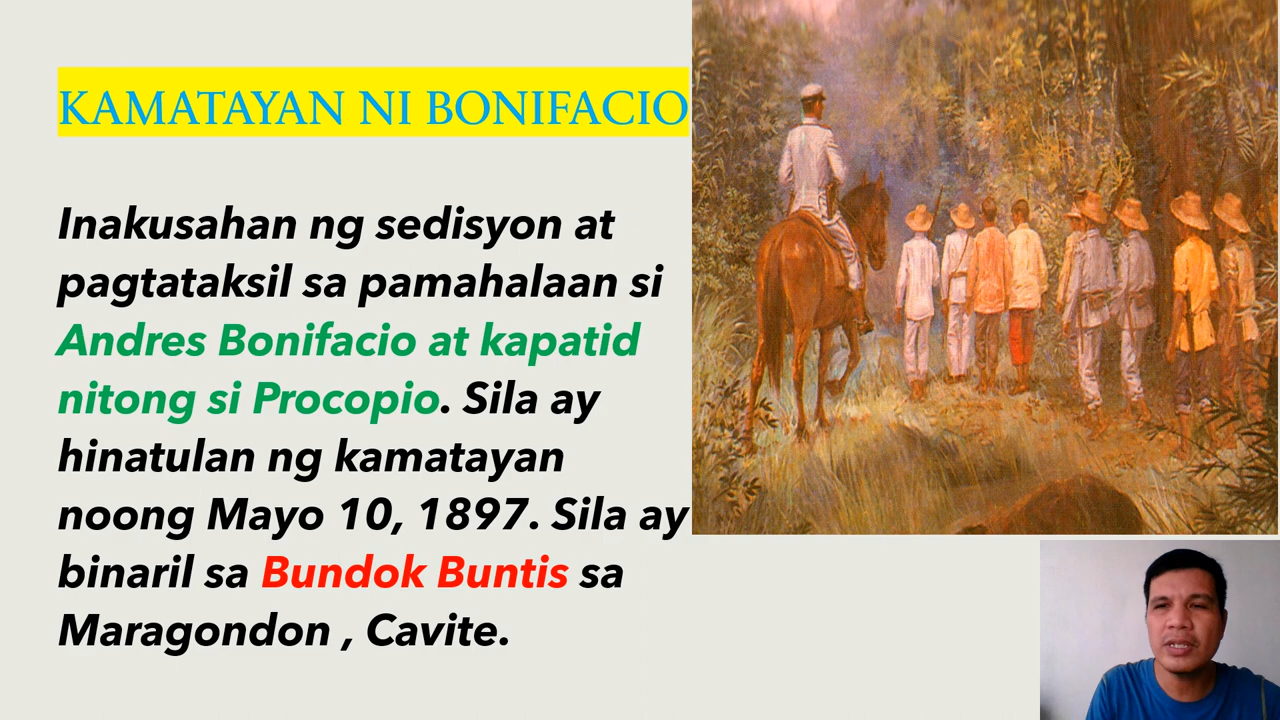 KAMATAYAN NI BONIFACIO
Inakusahan ng sedisyon at
pagtataksil sa pamahalaan si
Andres Bonifacio at kapatid
nitong si Procopio. Sila ay
hinatulan ng kamatayan
noong Mayo 10, 1897. Sila ay
binaril sa Bundok Buntis sa
Maragondon , Cavite.